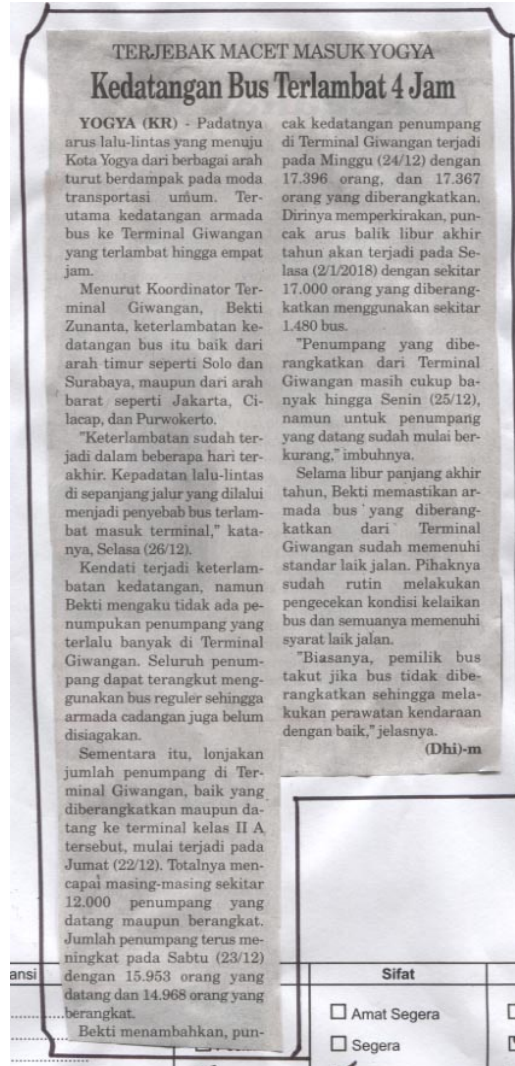 TERJEBAK MACET MASUK YOGYA
Kedatangan Bus Terlambat 4 Jam
YOGYA (KR) - Padatnya
arus lalu-lintas yang menuju
Kota Yogya dari berbagai arah
turut berdampak pada moda
transportasi umum. Ter-
utama kedatangan armada
bus ke Terminal Giwangan
yang terlambat hingga empat
jam.
Menurut Koordinator Ter-
minal Giwangan, Bekti
Zunanta, keterlambatan ke-
datangan bus itu baik dari
arah timur seperti Solo dan
Surabaya, maupun dari arah
barat seperti Jakarta, Ci-
lacap, dan Purwokerto.
"Keterlambatan sudah ter-
jadi dalam beberapa hari ter-
akhir. Kepadatan lalu-lintas
di sepanjang jalur yang dilalui
menjadi penyebab bus terlam-
bat masuk terminal," kata-
nya, Selasa (26/12).
Kendati terjadi keterlam-
batan kedatangan, namun
Bekti mengaku tidak ada pe-
numpukan penumpang yang
terlalu banyak di Terminal
Giwangan. Seluruh penum-
pang dapat terangkut meng-
gunakan bus reguler sehingga
armada cadangan juga belum
disiagakan.
Sementara itu, lonjakan
jumlah penumpang di Ter-
minal Giwangan, baik yang
diberangkatkan maupun da-
tang ke terminal kelas II A
tersebut, mulai terjadi pada
Jumat (22/12). Totalnya men-
capai masing-masing sekitar
12.000 penumpang yang
datang maupun berangkat.
Jumlah penumpang terus me-
ningkat pada Sabtu (23/12)
dengan 15.953 orang yang
datang dan 14.968 orang yang
berangkat.
Bekti menambahkan, pun-
cak kedatangan penumpang
di Terminal Giwangan terjadi
pada Minggu (24/12) dengan
17.396 orang, dan 17.367
orang yang diberangkatkan.
Dirinya memperkirakan, pun-
cak arus balik libur akhir
tahun akan terjadi pada Se-
lasa (2/1/2018) dengan sekitar
17.000 orang yang diberang-
katkan menggunakan sekitar
1.480 bus.
"Penumpang yang dibe-
rangkatkan dari Terminal
Giwangan masih cukup ba-
nyak hingga Senin (25/12),
namun untuk penumpang
yang datang sudah mulai ber-
kurang," imbuhnya.
Selama libur panjang akhir
tahun, Bekti memastikan ar-
mada bus yang diberang-
katkan dari Terminal
Giwangan sudah memenuhi
standar laik jalan. Pihaknya
sudah rutin melakukan
pengecekan kondisi kelaikan
bus dan semuanya memenuhi
syarat laik jalan.
"Biasanya, pemilik bus
takut jika bus tidak dibe-
rangkatkan sehingga mela-
kukan perawatan kendaraan
dengan baik," jelasnya.
(Dhi)-m
ansi
Sifat
Amat Segera
Segera